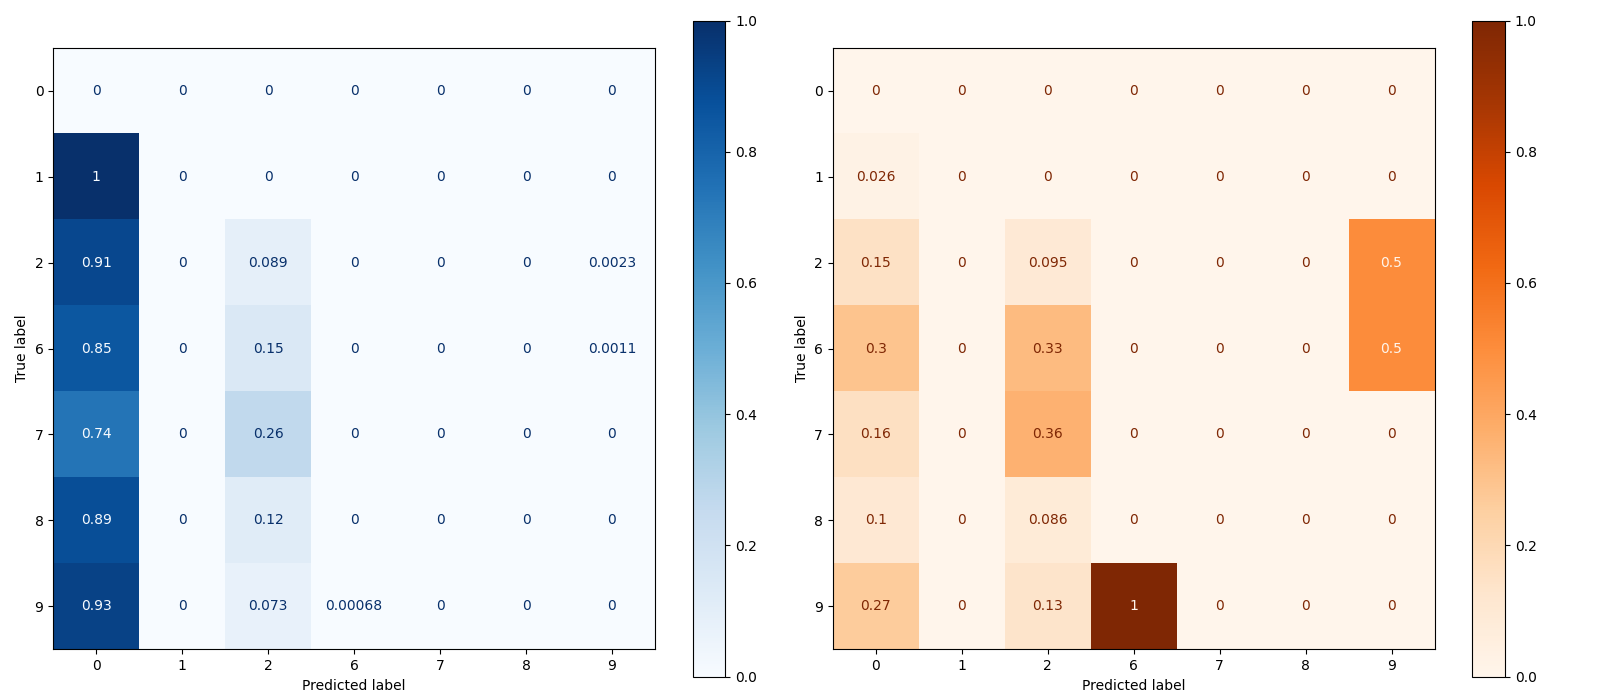 1.0
0.8
0.6
0.4
0.2
0.0
0 0 0 0 0 0 0 0
1 1 0 0 0 0 0 0
2 0.91 0 0.089 0 0 0 0.0023
6 0.85 0 0.15 0 0 0 0.0011
7 0.74 0 0.26 0 0 0 0
8 0.89 0 0.12 0 0 0 0
9 0.93 0 0.073 0.00068 0 0 0
0 1 2 6 7 8 9
True label
Predicted label
1.0
0.8
0.6
0.4
0.2
0.0
0 0 0 0 0 0 0 0
1 0.026 0 0 0 0 0 0
2 0.15 0 0.095 0 0 0 0.5
6 0.3 0 0.33 0 0 0 0.5
7 0.16 0 0.36 0 0 0 0
8 0.1 0 0.086 0 0 0 0
9 0.27 0 0.13 1 0 0 0
0 1 2 6 7 8 9
True label
Predicted label